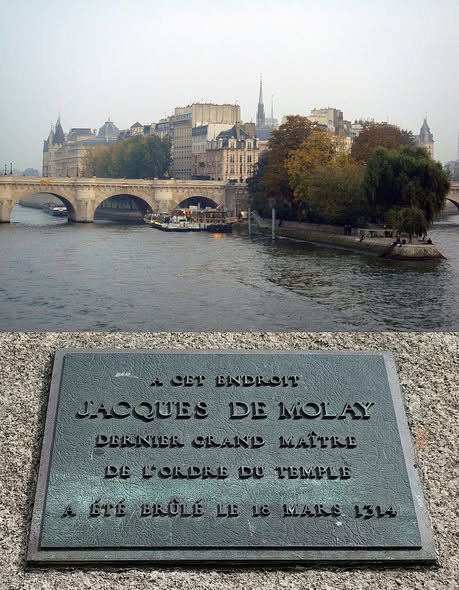 A CET ENDROIT
JACQUES DE MOLAY
DERNIER GRAND MAÎTRE
DE L'ORDRE DU TEMPLE
A ÉTÉ BRÛLÉ LE 18 MARS 1314